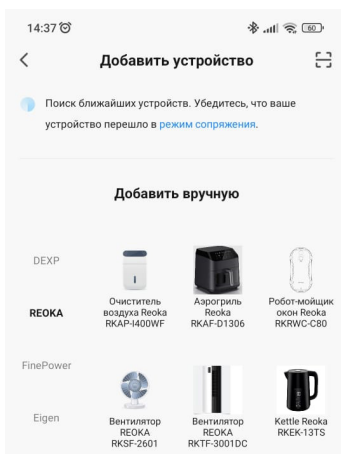 14:37
60
Добавить устройство
Поиск ближайших устройств. Убедитесь, что ваше
устройство перешло в режим сопряжения.
Добавить вручную
DEXP
REOKA
FinePower
Eigen
Очиститель
воздуха Reoka
RKAP-I400WF
Аэрогриль
Reoka
RKAF-D1306
Робот-мойщик
окон Reoka
RKRWC-C80
Вентилятор
REOKA
RKSF-2601
Вентилятор
REOKA
RKTF-3001DC
Kettle Reoka
RKEK-13TS